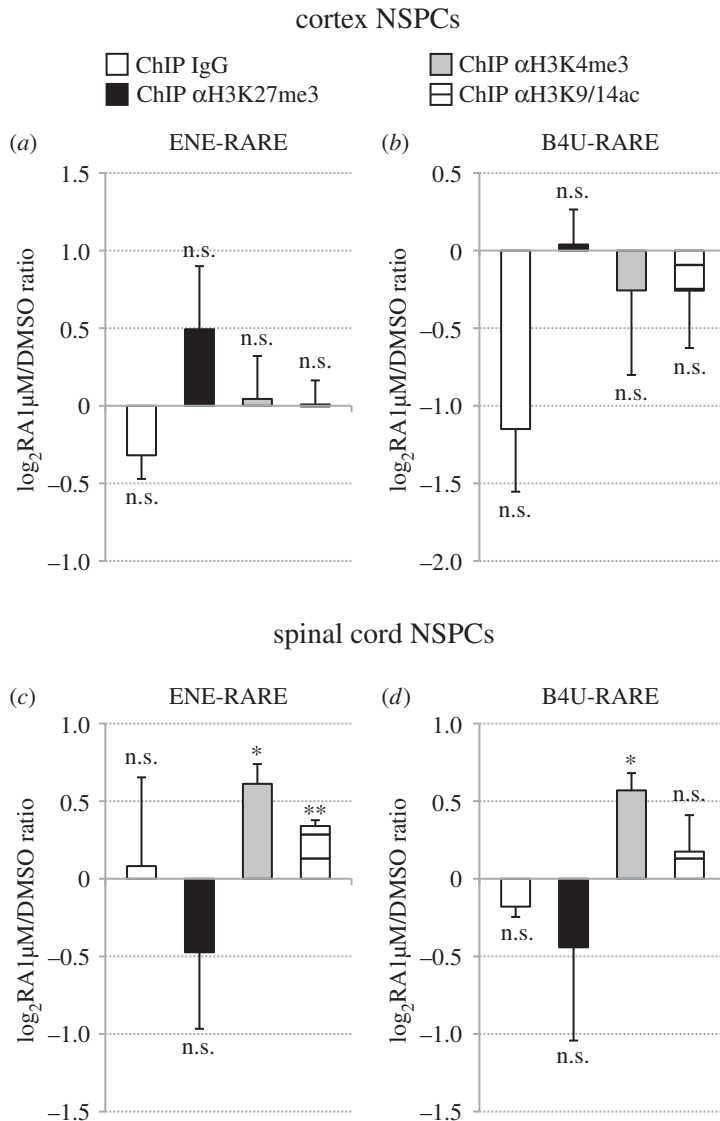 cortex NSPCs
ChIP IgG
ChIP αH3K4me3
ChIP αH3K27me3
ChIP αH3K9/14ac
(a) ENE-RARE
1.5
1.0
0.5
0
–0.5
–1.0
log₂RA1μM/DMSO ratio
n.s.
n.s.
n.s.
n.s.
(b) B4U-RARE
0.5
0
–0.5
–1.0
–1.5
–2.0
log₂RA1μM/DMSO ratio
n.s.
n.s.
n.s.
n.s.
spinal cord NSPCs
(c) ENE-RARE
1.0
0.5
0
–0.5
–1.0
–1.5
log₂RA1μM/DMSO ratio
n.s.
n.s.
*
**
(d) B4U-RARE
1.0
0.5
0
–0.5
–1.0
–1.5
log₂RA1μM/DMSO ratio
n.s.
n.s.
*
n.s.